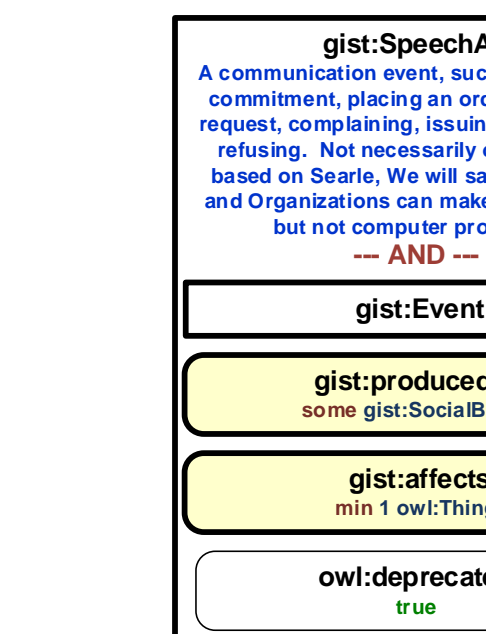 gist:SpeechA
A communication event, suc
commitment, placing an ord
request, complaining, issuin
refusing.  Not necessarily
based on Searle, We will sa
and Organizations can make
but not computer pro
--- AND ---
gist:Event
gist:produced
some gist:SocialB
gist:affects
min 1 owl:Thing
owl:deprecate
true